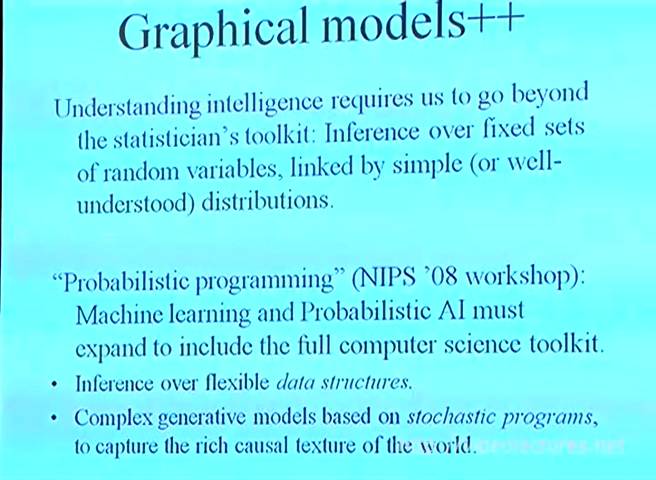 Graphical models++
Understanding intelligence requires us to go beyond
the statistician's toolkit: Inference over fixed sets
of random variables, linked by simple (or well-
understood) distributions.
“Probabilistic programming” (NIPS ’08 workshop):
Machine learning and Probabilistic AI must
expand to include the full computer science toolkit.
• Inference over flexible data structures.
• Complex generative models based on stochastic programs,
to capture the rich causal texture of the world.